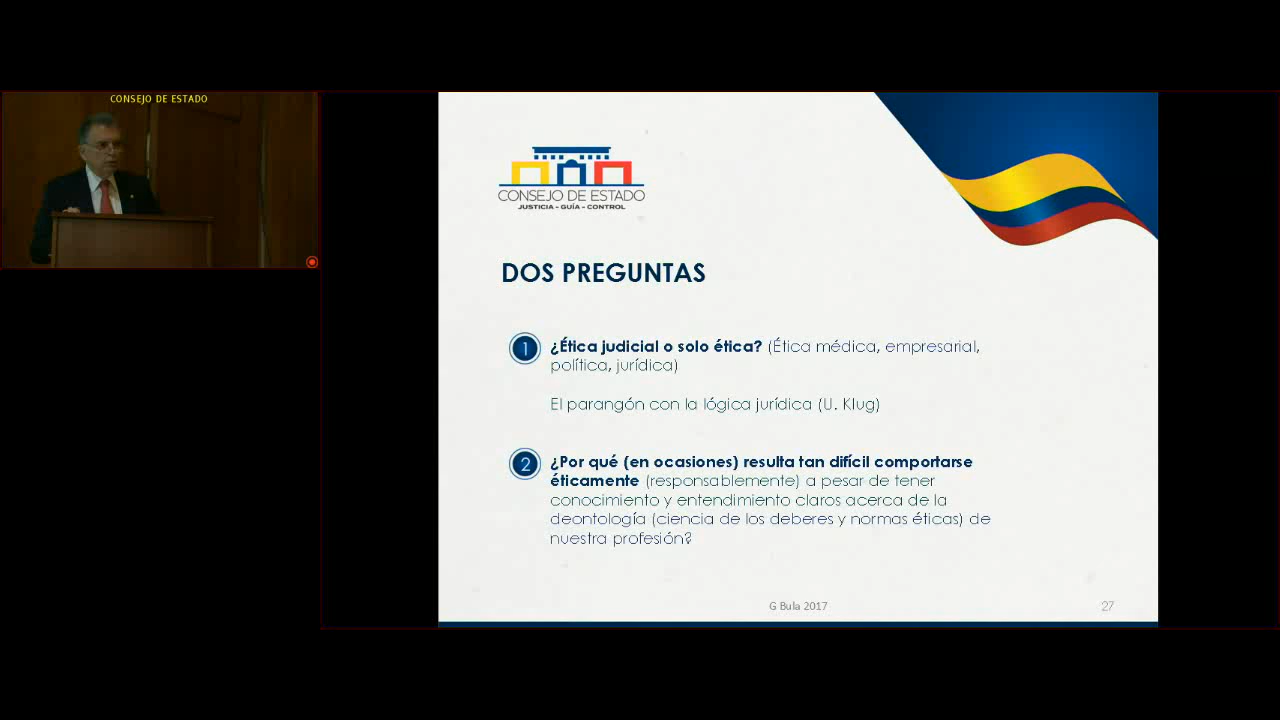 CONSEJO DE ESTADO
CONSEJO DE ESTADO
JUSTICIA - GUÍA - CONTROL
DOS PREGUNTAS
1 ¿Ética judicial o solo ética? (Ética médica, empresarial,
política, jurídica)
El parangón con la lógica jurídica (U. Klug)
2 ¿Por qué (en ocasiones) resulta tan difícil comportarse
éticamente (responsablemente) a pesar de tener
conocimiento y entendimiento claros acerca de la
deontología (ciencia de los deberes y normas éticas) de
nuestra profesión?
G Bula 2017
27